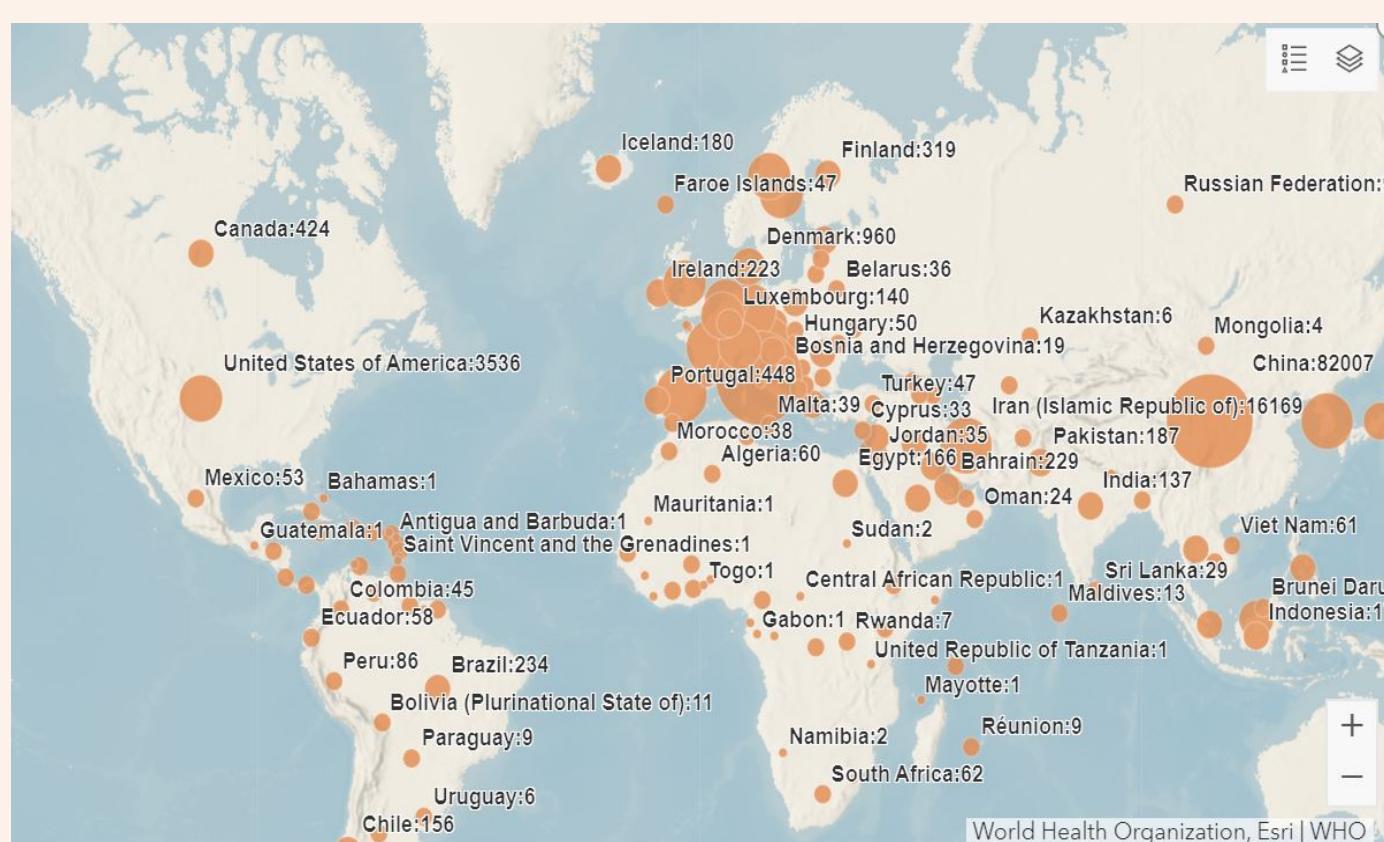 Iceland:180
Finland:319
Faroe Islands:47
Russian Federation:
Canada:424
Denmark:960
Ireland:223
Belarus:36
Luxembourg:140
Kazakhstan:6
Hungary:50
Mongolia:4
Bosnia and Herzegovina:19
United States of America:3536
China:82007
Portugal:448
Turkey:47
Malta:39
Cyprus:33
Iran (Islamic Republic of):16169
Morocco:38
Jordan:35
Pakistan:187
Algeria:60
Egypt:166
Bahrain:229
Mexico:53
Bahamas:1
India:137
Mauritania:1
Oman:24
Guatemala:1
Antigua and Barbuda:1
Sudan:2
Viet Nam:61
Saint Vincent and the Grenadines:1
Togo:1
Central African Republic:1
Sri Lanka:29
Colombia:45
Maldives:13
Brunei Daru
Ecuador:58
Gabon:1
Rwanda:7
Indonesia:1
United Republic of Tanzania:1
Peru:86
Brazil:234
Mayotte:1
Bolivia (Plurinational State of):11
Réunion:9
Paraguay:9
Namibia:2
South Africa:62
Uruguay:6
Chile:156
World Health Organization, Esri | WHO